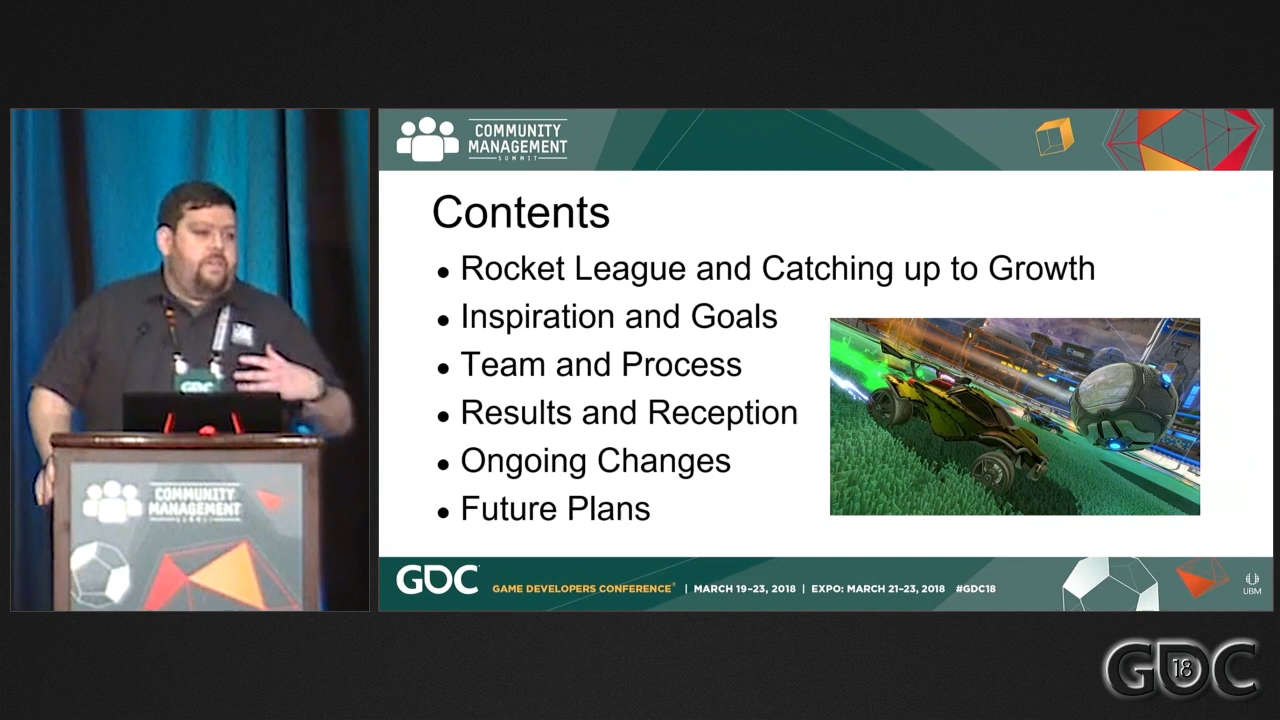 COMMUNITY
MANAGEMENT
SUMMIT
Contents
• Rocket League and Catching up to Growth
• Inspiration and Goals
• Team and Process
• Results and Reception
• Ongoing Changes
• Future Plans
GDC
COMMUNITY
MANAGEMENT
SUMMIT
GDC GAME DEVELOPERS CONFERENCE® | MARCH 19–23, 2018 | EXPO: MARCH 21–23, 2018 #GDC18
UBM
GDC
18